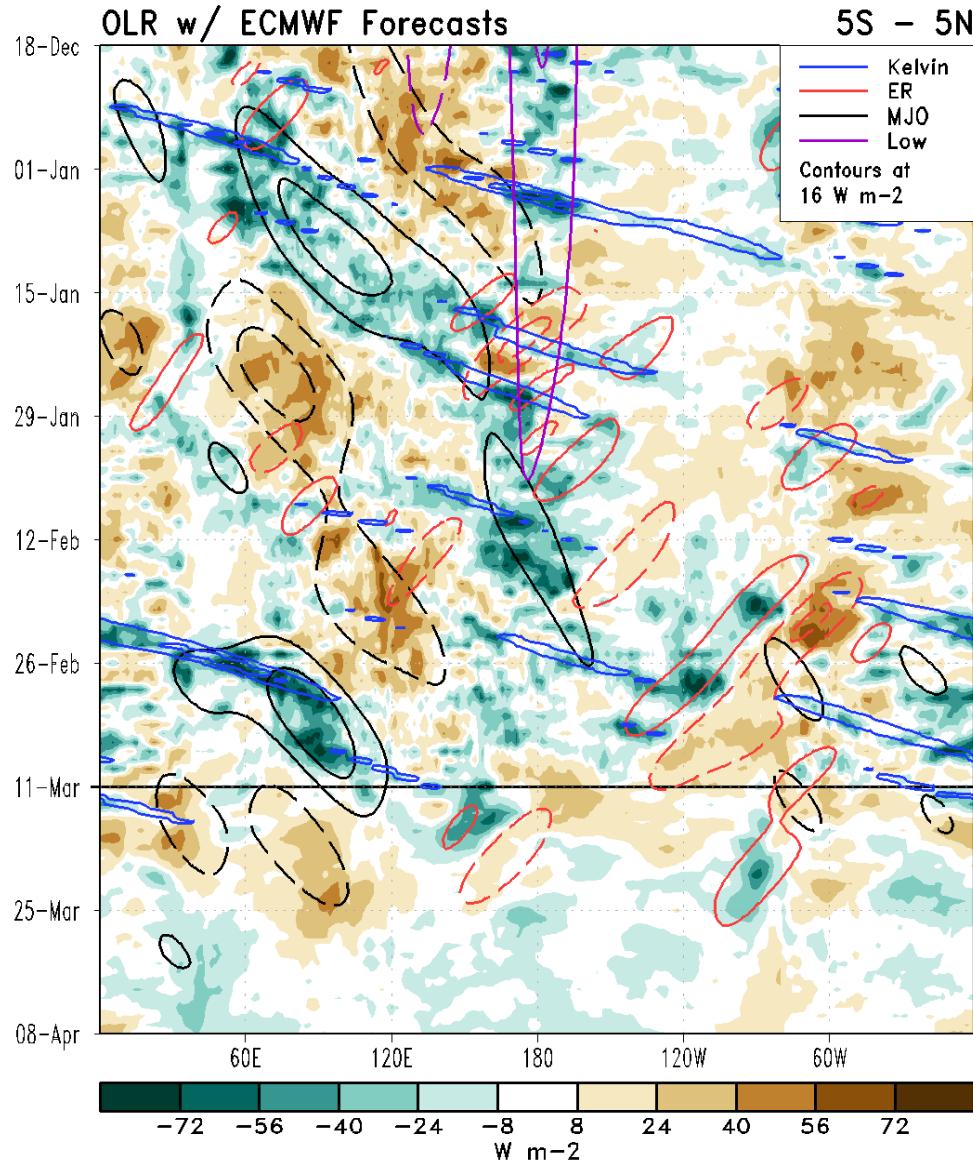 OLR w/ ECMWF Forecasts 5S - 5N
18-Dec
Kelvin
ER
MJO
Low
Contours at
16 W m-2
01-Jan
15-Jan
29-Jan
12-Feb
26-Feb
11-Mar
25-Mar
08-Apr
60E 120E 180 120W 60W
-72 -56 -40 -24 -8 8 24 40 56 72
W m-2